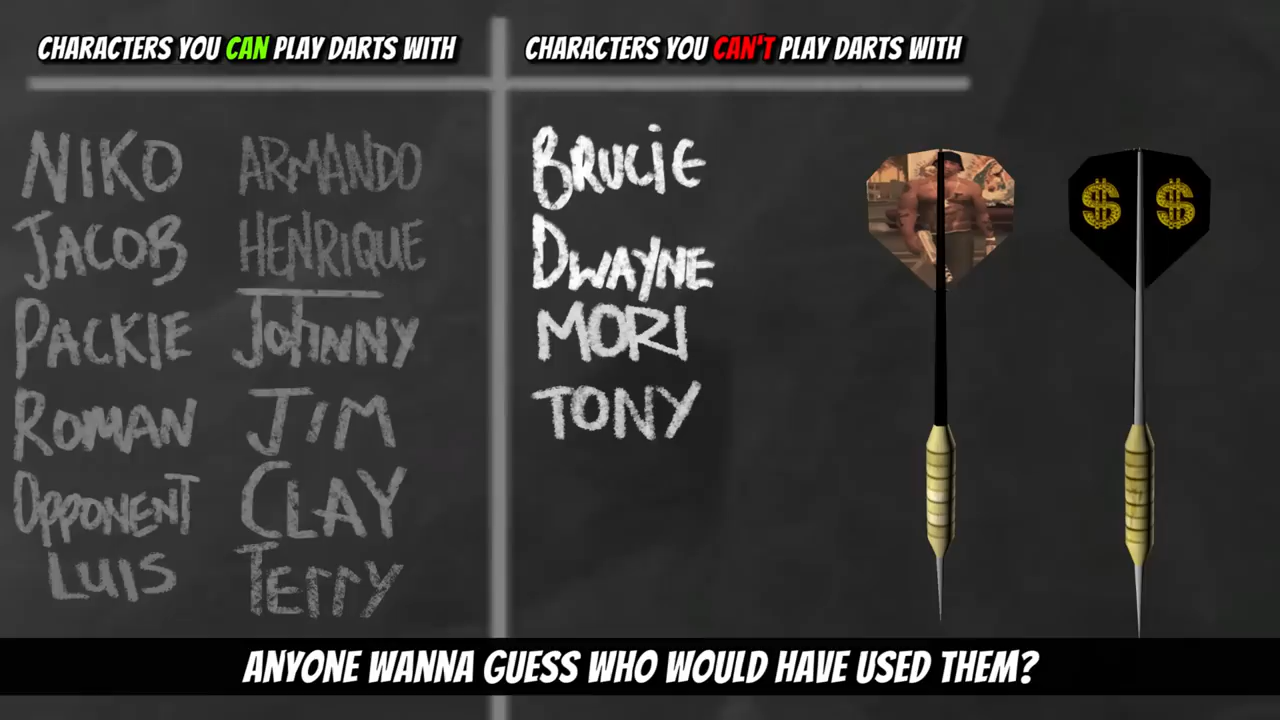 CHARACTERS YOU CAN PLAY DARTS WITH
NIKO
JACOB
PACKIE
ROMAN
OPPONENT
LUIS
ARMANDO
HENRIQUE
JOHNNY
JIM
CLAY
TERRY
CHARACTERS YOU CAN'T PLAY DARTS WITH
BRUCIE
DWAYNE
MORI
TONY
$ $
ANYONE WANNA GUESS WHO WOULD HAVE USED THEM?